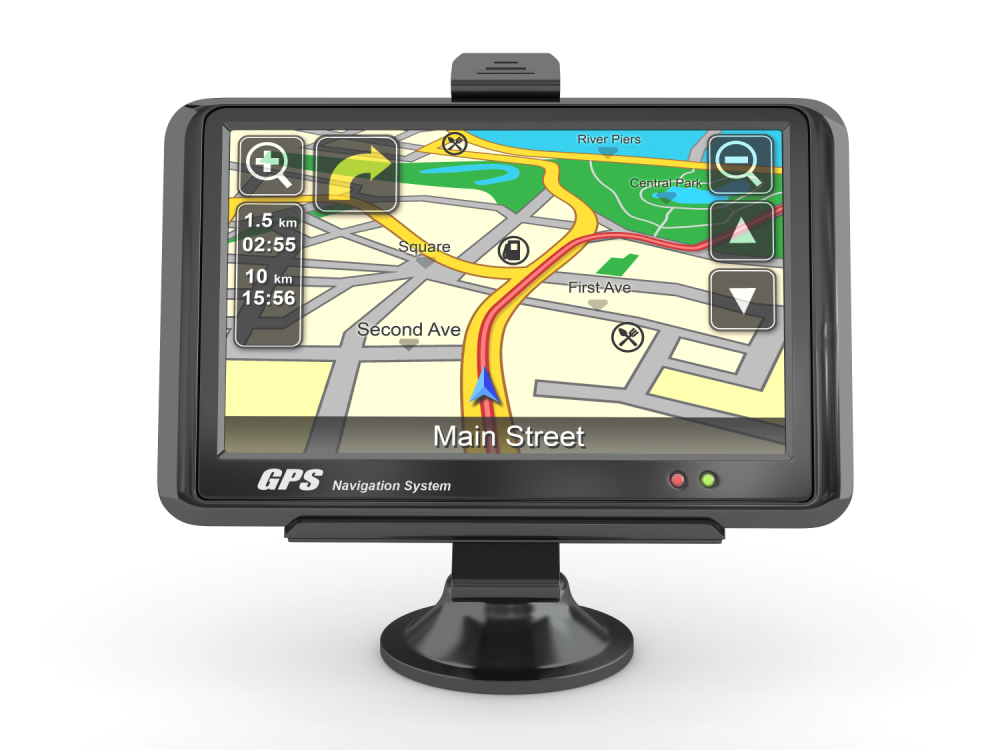 River Piers
Central Park
1.5 km
02:55
10 km
15:56
Square
First Ave
Second Ave
Main Street
GPS Navigation System